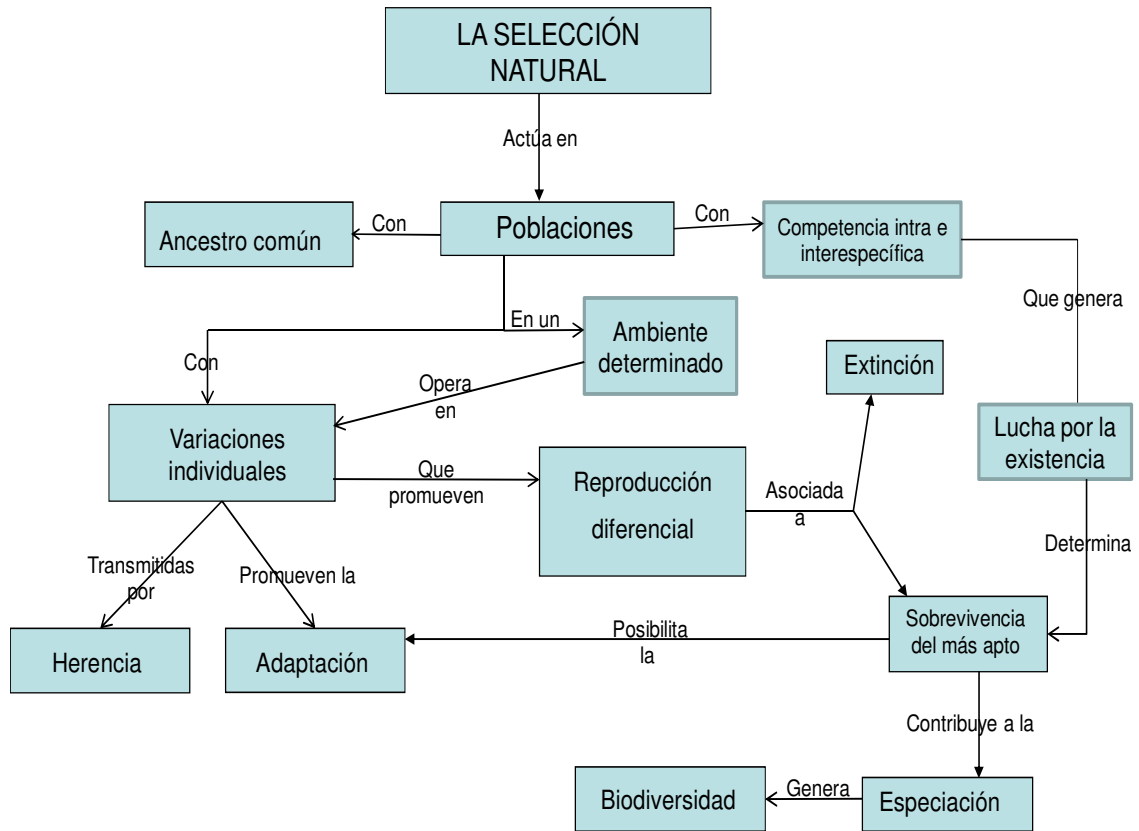 LA SELECCIÓN
NATURAL
Actúa en
Ancestro común
Con
Poblaciones
Con
Competencia intra e
interespecífica
Que genera
En un
Ambiente
determinado
Con
Opera
en
Extinción
Variaciones
individuales
Que
promueven
Reproducción
diferencial
Asociada
a
Lucha por la
existencia
Determina
Transmitidas
por
Promueven la
Herencia
Adaptación
Posibilita
la
Sobrevivencia
del más apto
Contribuye a la
Biodiversidad
Genera
Especiación